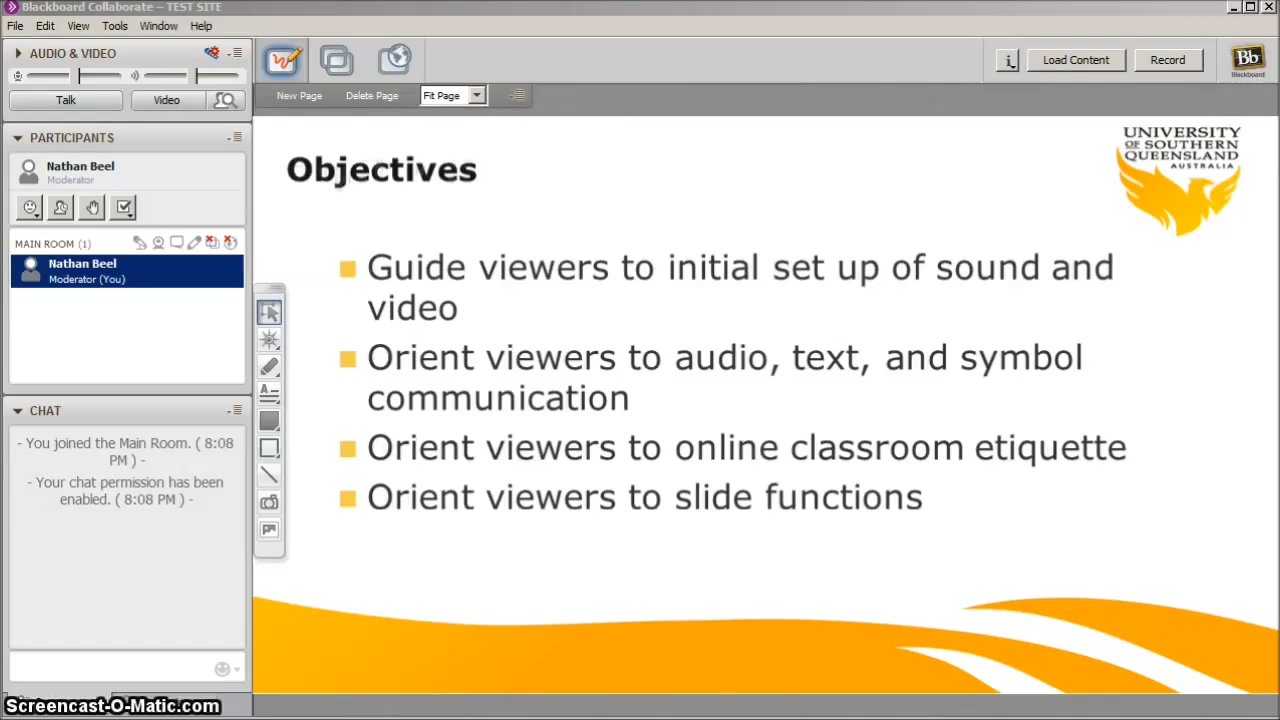 Blackboard Collaborate – TEST SITE
File Edit View Tools Window Help
AUDIO & VIDEO
Talk Video
PARTICIPANTS
Nathan Beel
Moderator
MAIN ROOM (1)
Nathan Beel
Moderator (You)
CHAT
- You joined the Main Room. ( 8:08
PM ) -
- Your chat permission has been
enabled. ( 8:08 PM ) -
i Load Content Record
Bb
Blackboard
New Page Delete Page Fit Page
UNIVERSITY
OF SOUTHERN
QUEENSLAND
AUSTRALIA
Objectives
Guide viewers to initial set up of sound and
video
Orient viewers to audio, text, and symbol
communication
Orient viewers to online classroom etiquette
Orient viewers to slide functions
Screencast-O-Matic.com